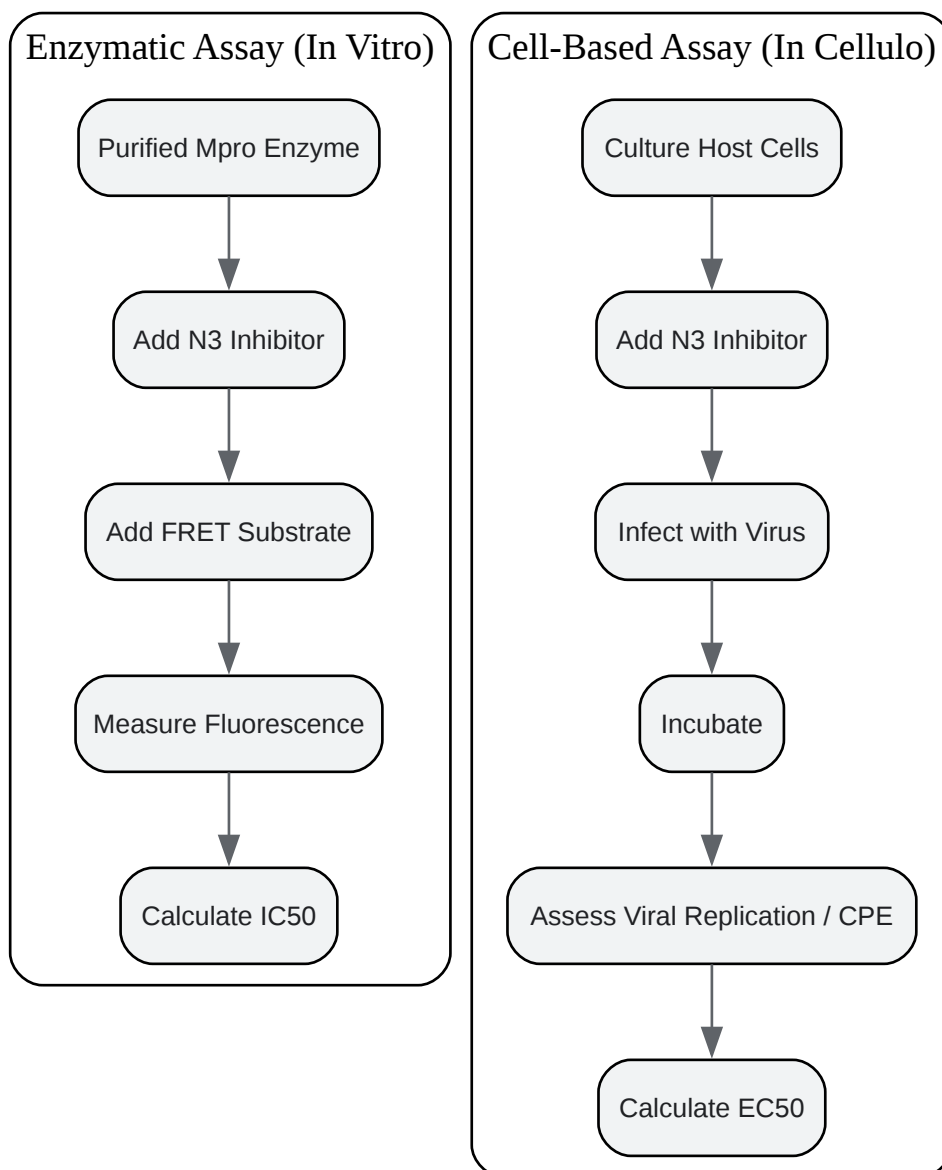 Enzymatic Assay (In Vitro)
Purified Mpro Enzyme
Add N3 Inhibitor
Add FRET Substrate
Measure Fluorescence
Calculate IC50
Cell-Based Assay (In Cellulo)
Culture Host Cells
Add N3 Inhibitor
Infect with Virus
Incubate
Assess Viral Replication / CPE
Calculate EC50